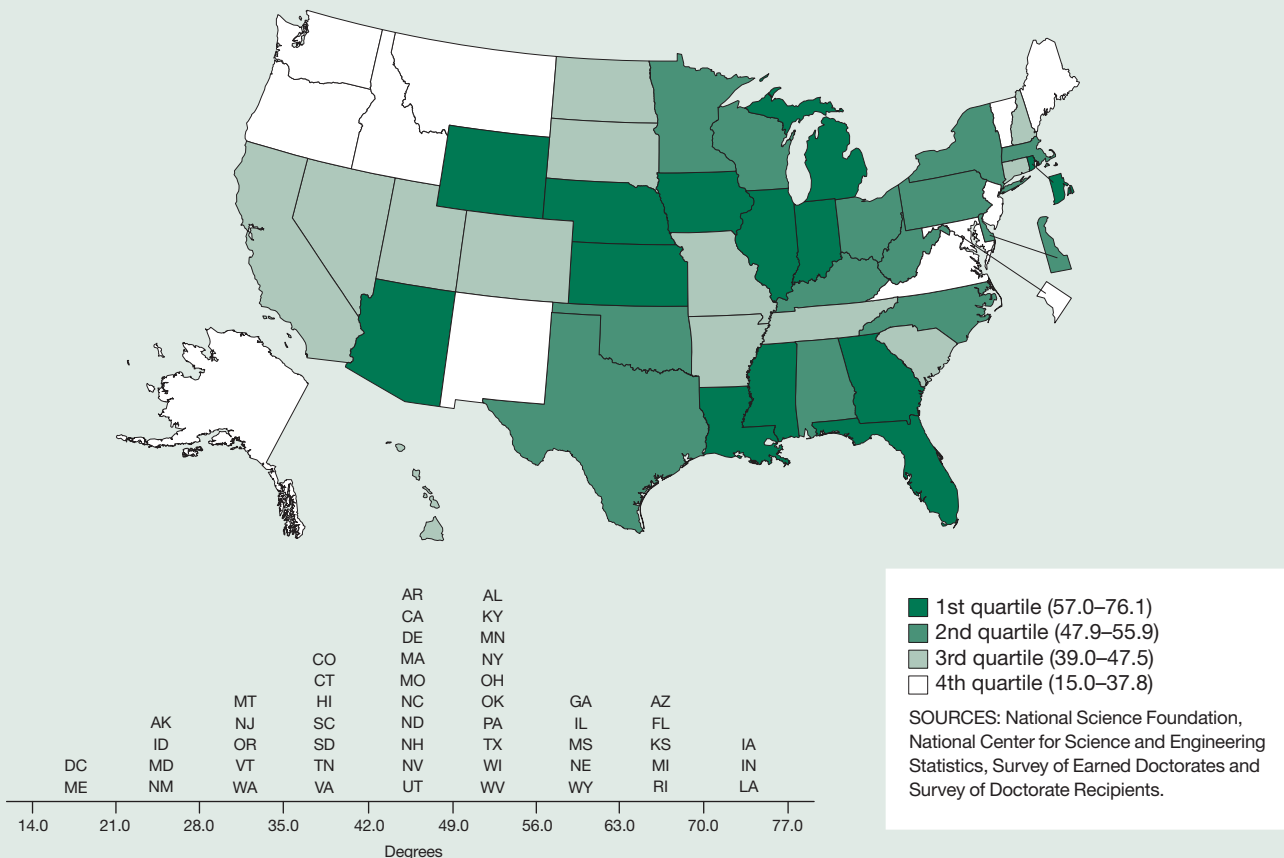 AR AL
CA KY
DE MN
CO MA NY
CT MO OH
MT HI NC OK GA AZ
AK NJ SC ND PA IL FL
ID OR SD NH TX MS KS IA
DC MD VT TN NV WI NE MI IN
ME NM WA VA UT WV WY RI LA
14.0 21.0 28.0 35.0 42.0 49.0 56.0 63.0 70.0 77.0
Degrees
1st quartile (57.0–76.1)
2nd quartile (47.9–55.9)
3rd quartile (39.0–47.5)
4th quartile (15.0–37.8)
SOURCES: National Science Foundation,
National Center for Science and Engineering
Statistics, Survey of Earned Doctorates and
Survey of Doctorate Recipients.